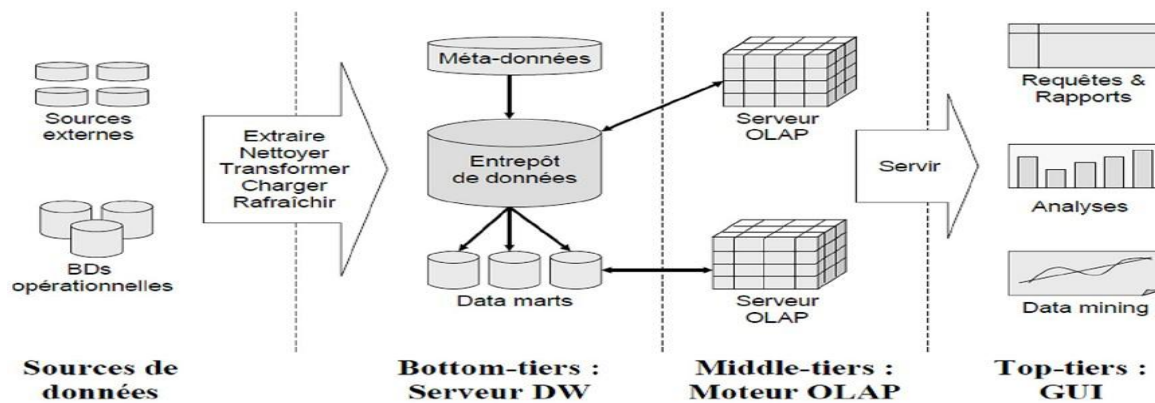 Sources
externes
BDs
opérationnelles
Extraire
Nettoyer
Transformer
Charger
Rafraîchir
Méta-données
Entrepôt
de données
Data marts
Serveur
OLAP
Serveur
OLAP
Servir
Requêtes &
Rapports
Analyses
Data mining
Sources de
données
Bottom-tiers :
Serveur DW
Middle-tiers :
Moteur OLAP
Top-tiers :
GUI